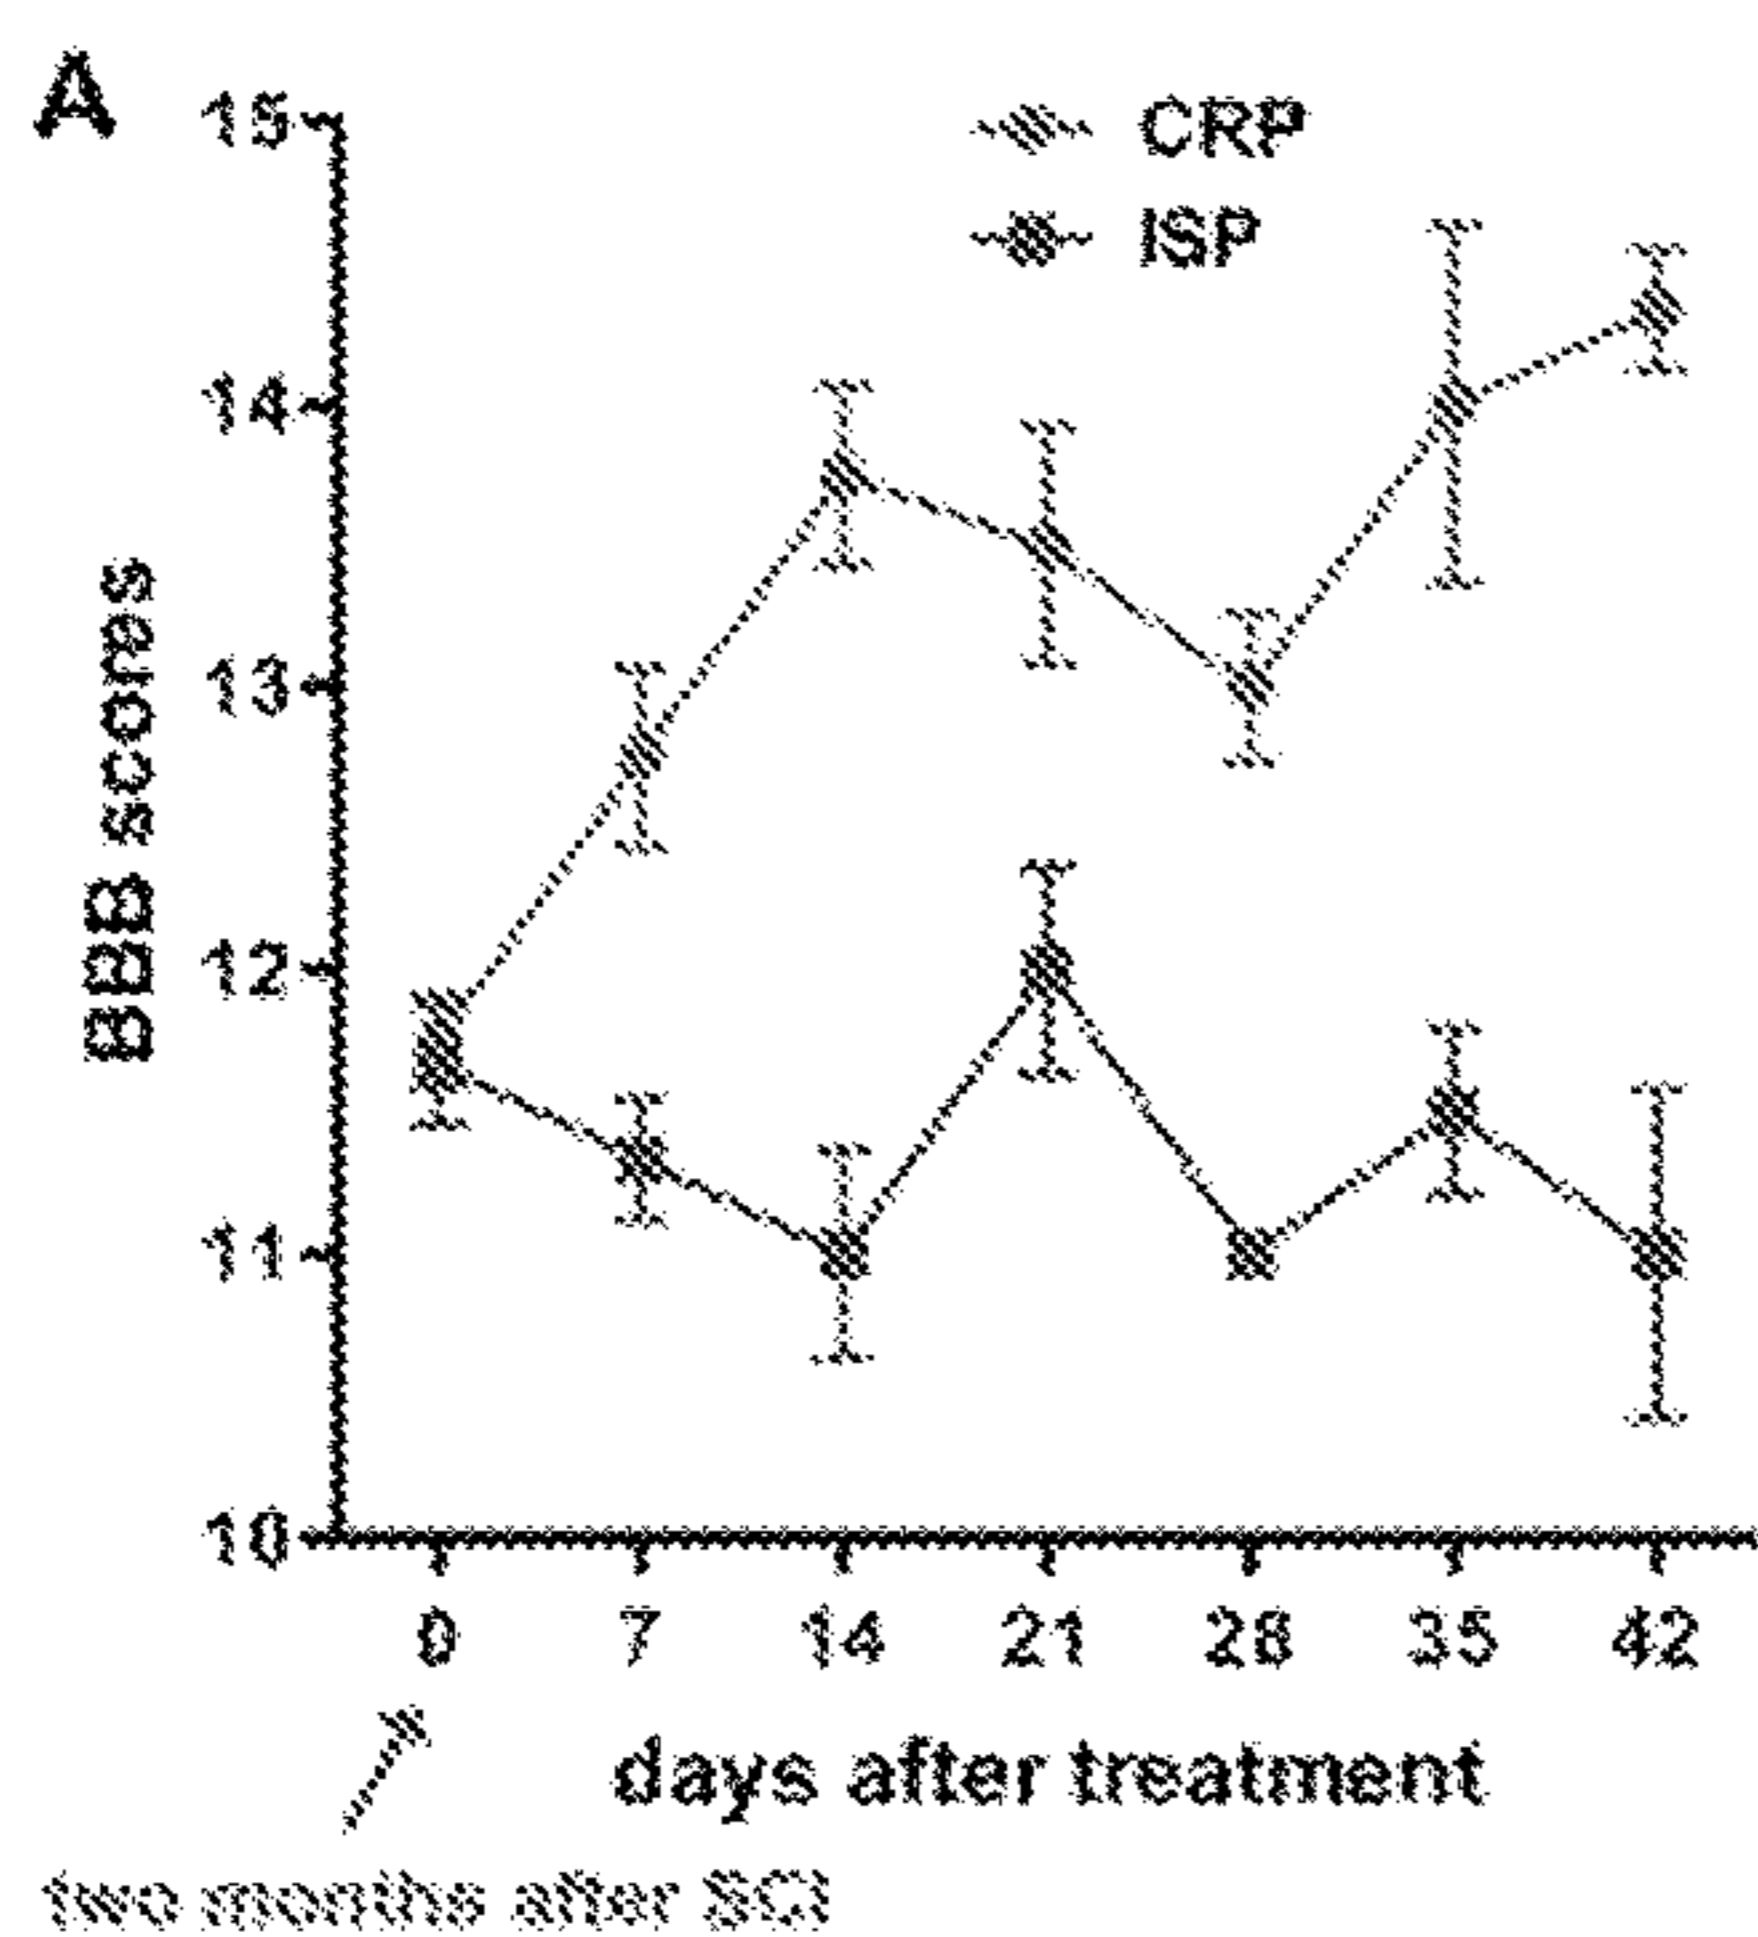 A
CRP
ISP
15
14
13
12
11
10
BBB scores
0 7 14 21 28 35 42
days after treatment
two months after SCI